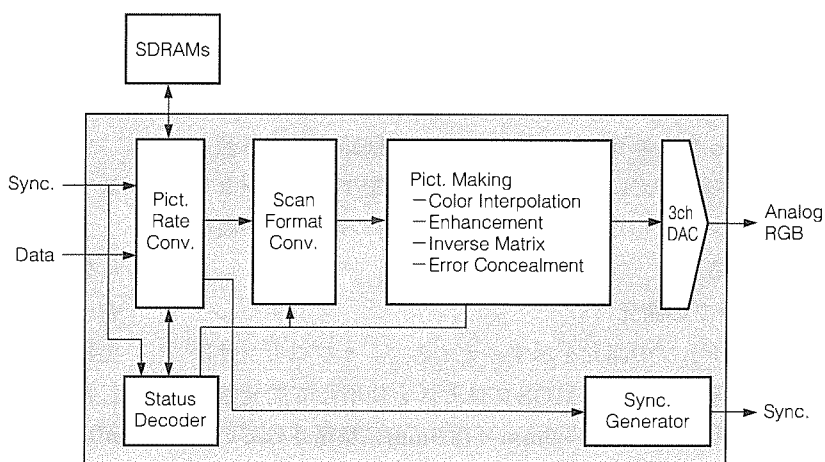 SDRAMs
Sync.
Data
Pict.
Rate
Conv.
Scan
Format
Conv.
Pict. Making
—Color Interpolation
—Enhancement
—Inverse Matrix
—Error Concealment
3ch
DAC
Analog
RGB
Status
Decoder
Sync.
Generator
Sync.